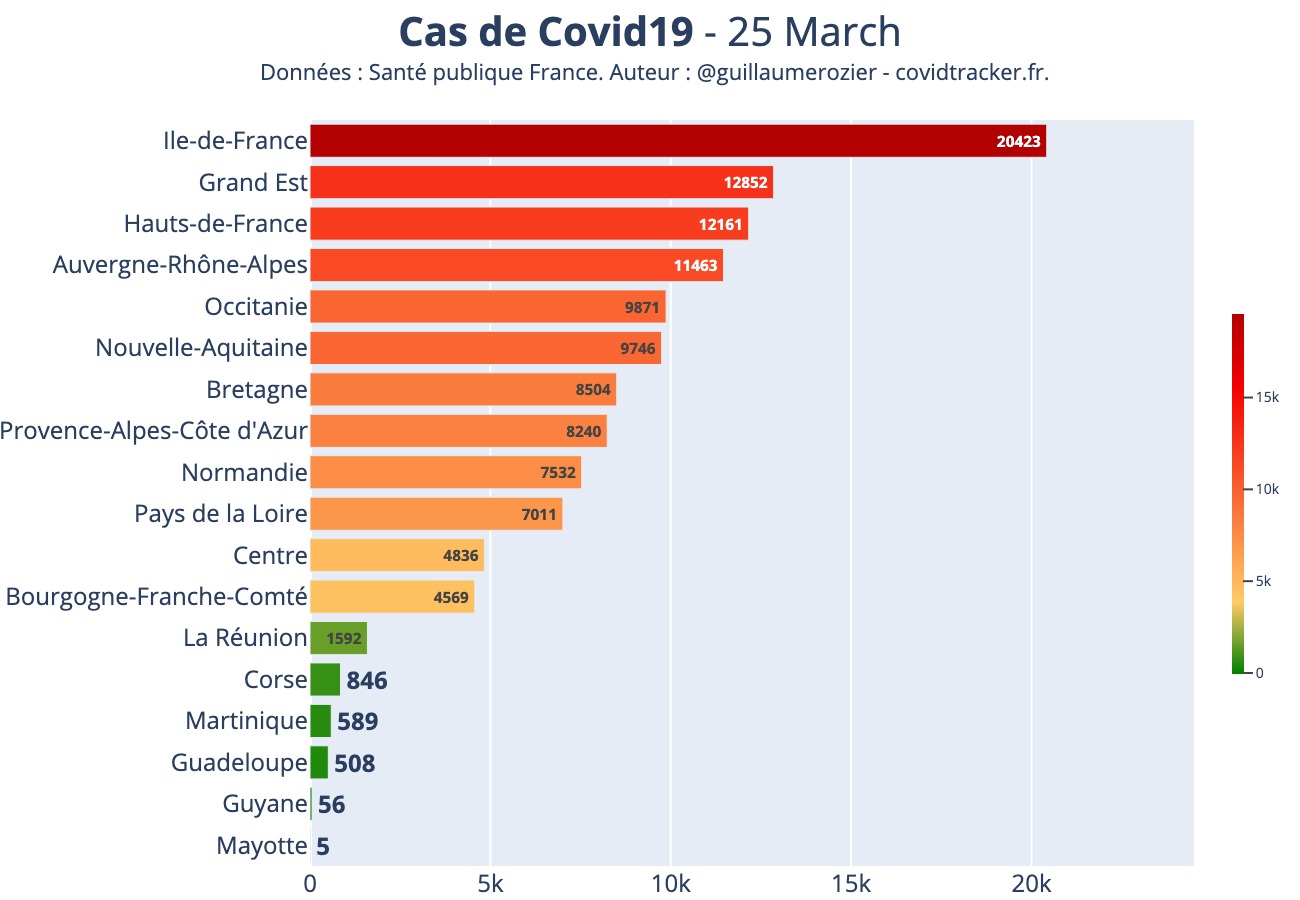 Cas de Covid19 - 25 March
Données : Santé publique France. Auteur : @guillaumerozier - covidtracker.fr.
Ile-de-France 20423
Grand Est 12852
Hauts-de-France 12161
Auvergne-Rhône-Alpes 11463
Occitanie 9871
Nouvelle-Aquitaine 9746
Bretagne 8504
Provence-Alpes-Côte d'Azur 8240
Normandie 7532
Pays de la Loire 7011
Centre 4836
Bourgogne-Franche-Comté 4569
La Réunion 1592
Corse 846
Martinique 589
Guadeloupe 508
Guyane 56
Mayotte 5
0 5k 10k 15k 20k
15k
10k
5k
0